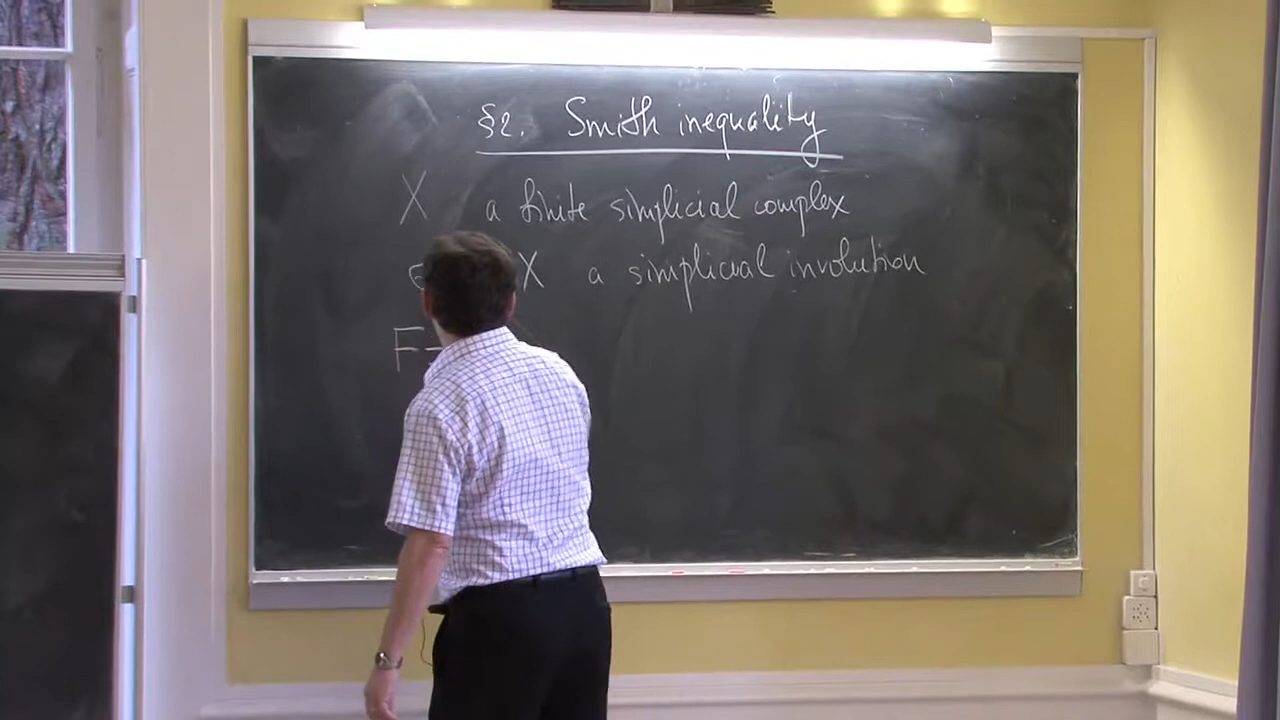 §2. Smith inequality
X a finite simplicial complex
X a simplicial involution
F